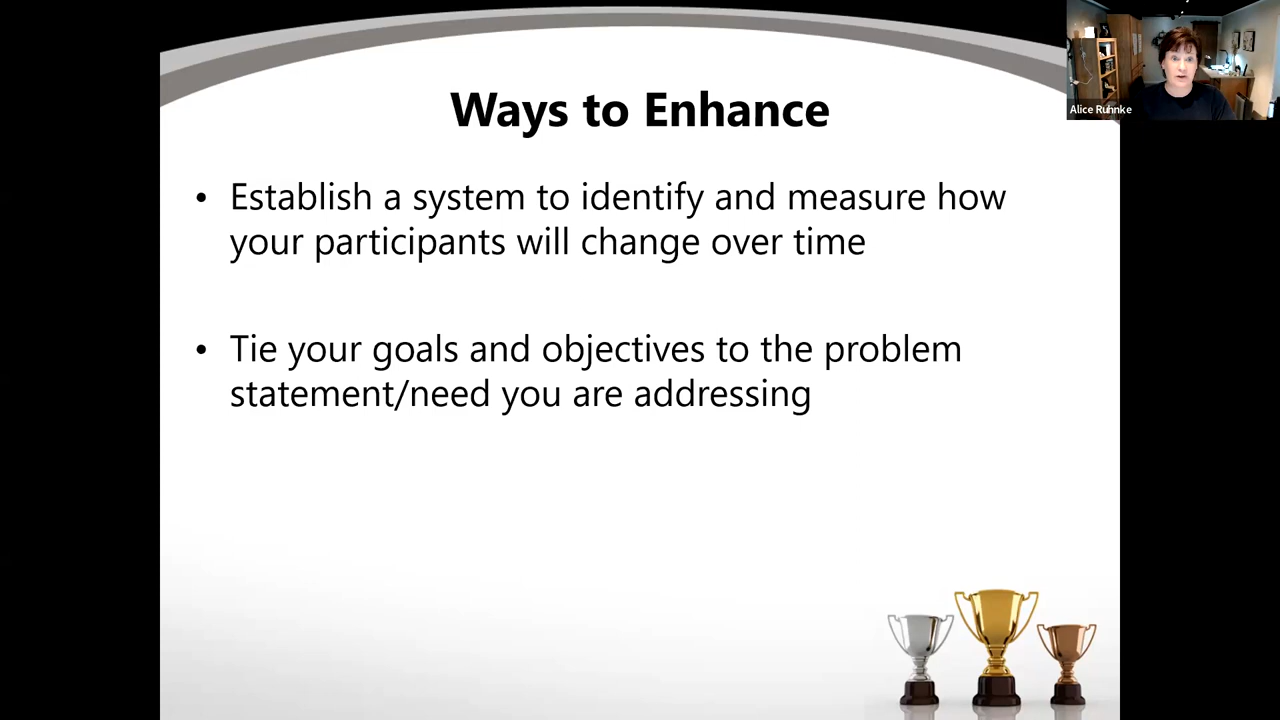 Ways to Enhance
Alice Ruhnke
• Establish a system to identify and measure how
your participants will change over time
• Tie your goals and objectives to the problem
statement/need you are addressing